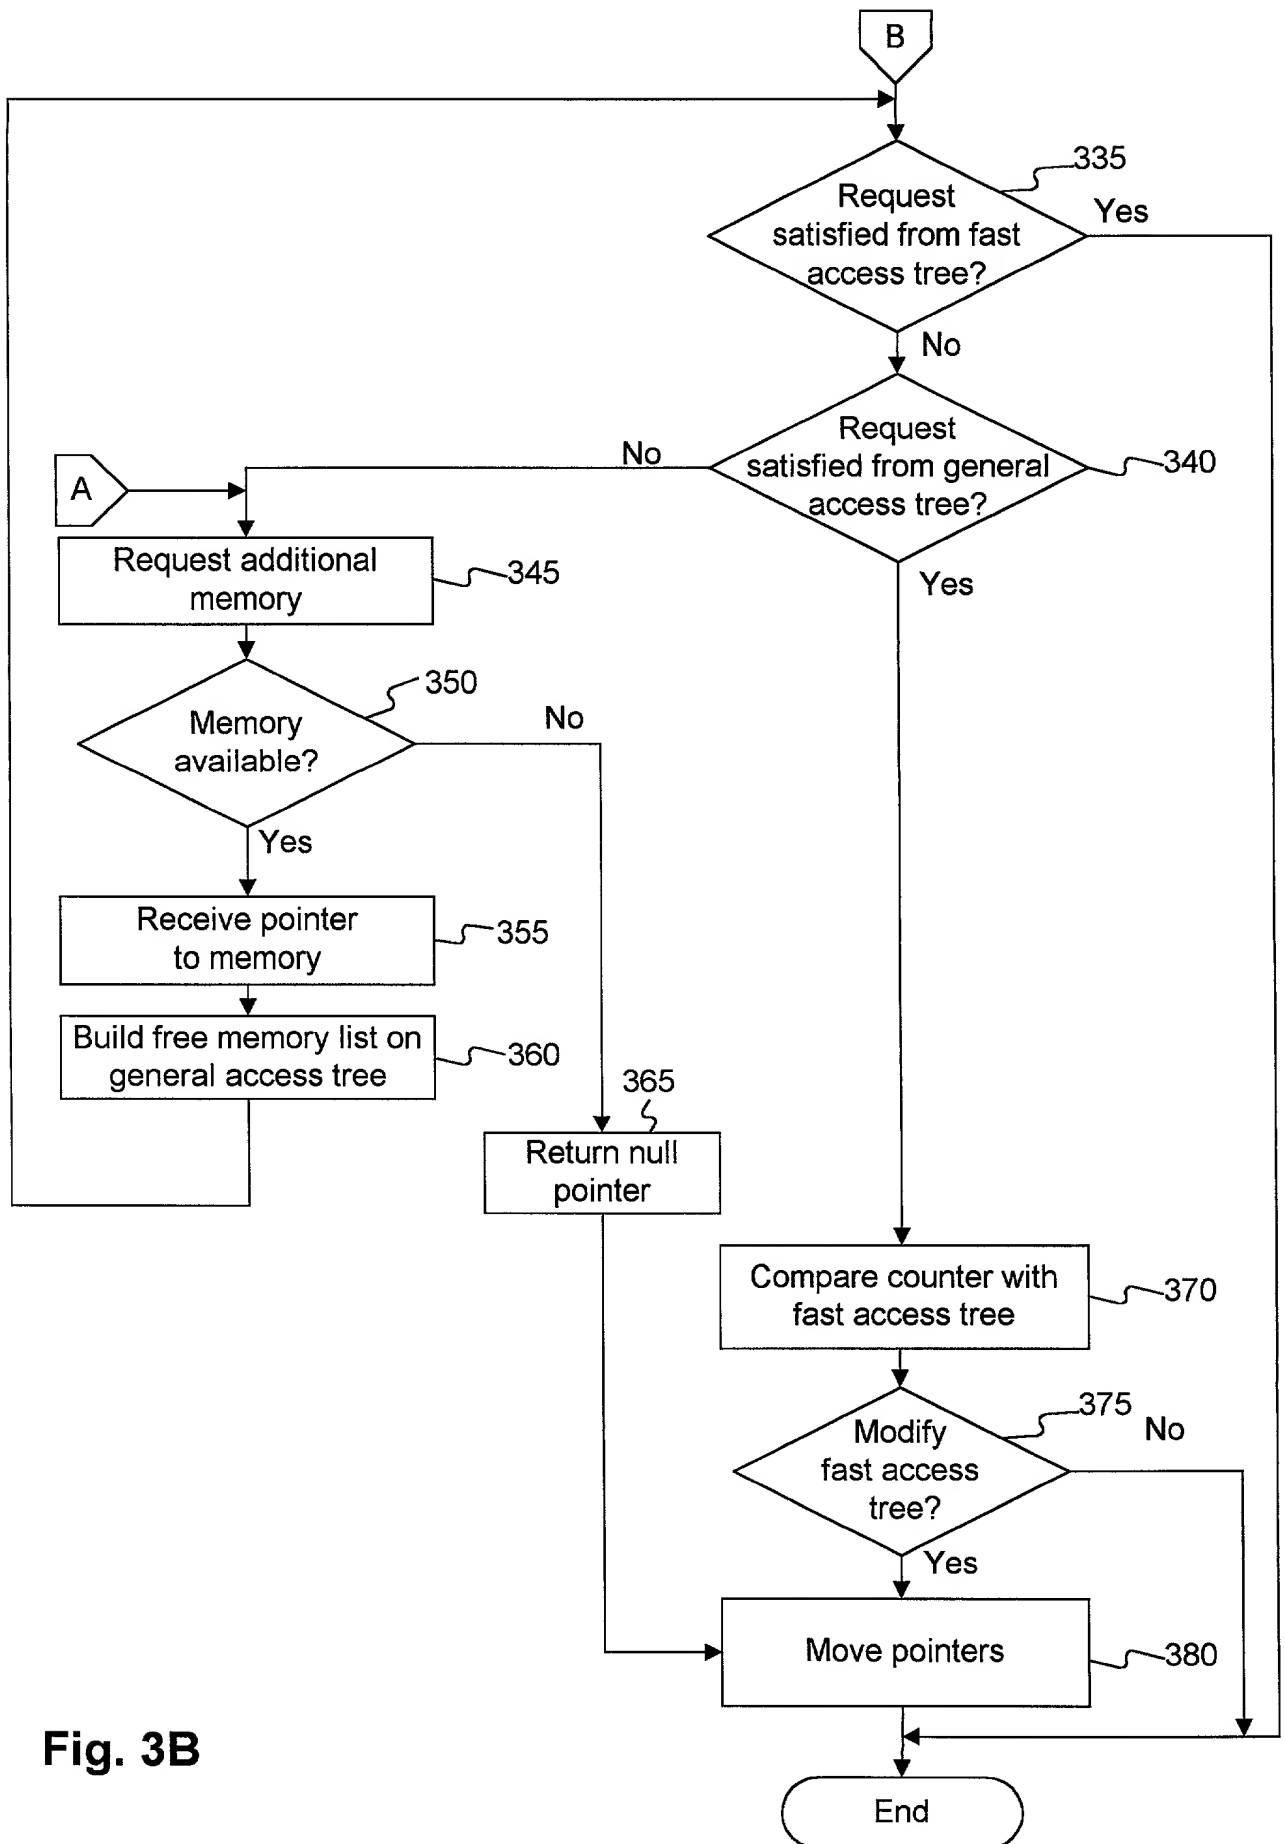 B
335
Request
satisfied from fast
access tree?
Yes
No
Request
satisfied from general
access tree?
340
No
Yes
A
Request additional
memory
345
350
Memory
available?
No
Yes
Receive pointer
to memory
355
Build free memory list on
general access tree
360
365
Return null
pointer
Compare counter with
fast access tree
370
375
Modify
fast access
tree?
No
Yes
Move pointers
380
Fig. 3B
End